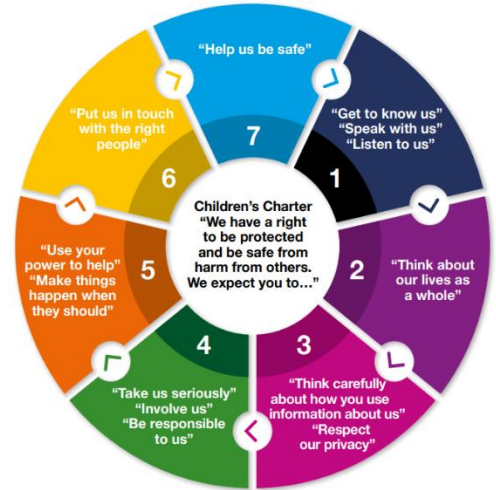 Children's Charter
“We have a right
to be protected
and be safe from
harm from others.
We expect you to...”
1
“Get to know us”
“Speak with us”
“Listen to us”
2
“Think about
our lives as
a whole”
3
“Think carefully
about how you use
information about us”
“Respect
our privacy”
4
“Take us seriously”
“Involve us”
“Be responsible
to us”
5
“Use your
power to help”
“Make things
happen when
they should”
6
“Put us in touch
with the right
people”
7
“Help us be safe”